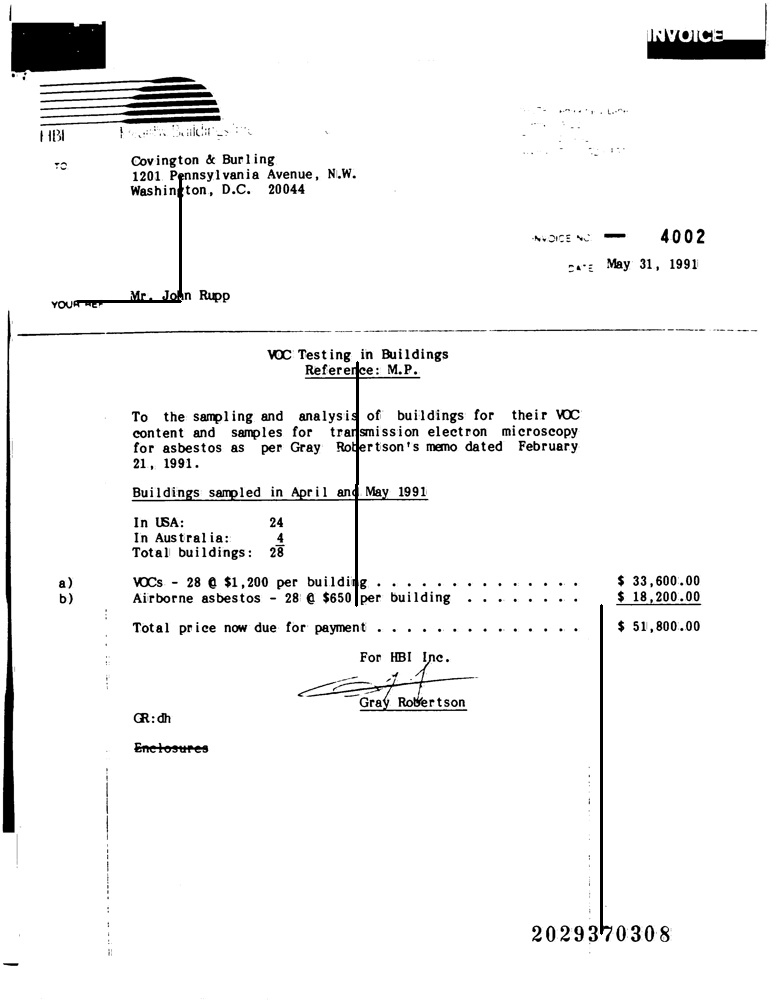 INVOICE
HBI Healthy Buildings Inc.
TO
Covington & Burling
1201 Pennsylvania Avenue, N.W.
Washington, D.C. 20044
INVOICE NO. 4002
DATE May 31, 1991
YOUR REF Mr. John Rupp
VOC Testing in Buildings
Reference: M.P.
To the sampling and analysis of buildings for their VOC
content and samples for transmission electron microscopy
for asbestos as per Gray Robertson's memo dated February
21, 1991.
Buildings sampled in April and May 1991
In USA: 24
In Australia: 4
Total buildings: 28
a) VOCs - 28 @ $1,200 per building . . . . . . . . . . . . . . $ 33,600.00
b) Airborne asbestos - 28 @ $650 per building . . . . . . . . $ 18,200.00
Total price now due for payment . . . . . . . . . . . . . . $ 51,800.00
For HBI Inc.
Gray Robertson
GR:dh
Enclosures
2029370308